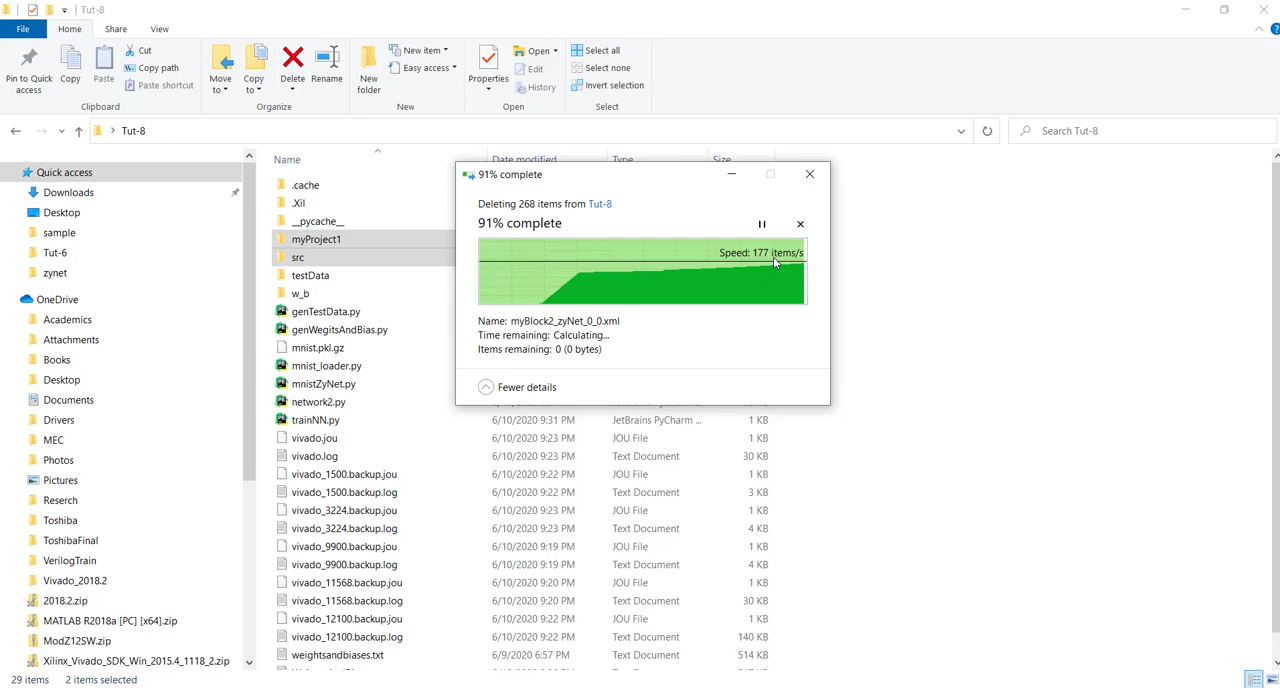 Tut-8
File Home Share View
Pin to Quick access
Copy
Paste
Cut
Copy path
Paste shortcut
Clipboard
Move to
Copy to
Delete
Rename
Organize
New folder
New item
Easy access
New
Properties
Open
Edit
History
Open
Select all
Select none
Invert selection
Select
Tut-8
Search Tut-8
Quick access
Downloads
Desktop
sample
Tut-6
zynet
OneDrive
Academics
Attachments
Books
Desktop
Documents
Drivers
MEC
Photos
Pictures
Reserch
Toshiba
ToshibaFinal
VerilogTrain
Vivado_2018.2
2018.2.zip
MATLAB R2018a [PC] [x64].zip
ModZ12SW.zip
Xilinx_Vivado_SDK_Win_2015.4_1118_2.zip
Name Date modified Type Size
.cache
.Xil
__pycache__
myProject1
src
testData
w_b
genTestData.py
genWegitsAndBias.py
mnist.pkl.gz
mnist_loader.py
mnistZyNet.py
network2.py
trainNN.py 6/10/2020 9:31 PM JetBrains PyCharm ... 1 KB
vivado.jou 6/10/2020 9:23 PM JOU File 1 KB
vivado.log 6/10/2020 9:23 PM Text Document 30 KB
vivado_1500.backup.jou 6/10/2020 9:22 PM JOU File 1 KB
vivado_1500.backup.log 6/10/2020 9:22 PM Text Document 3 KB
vivado_3224.backup.jou 6/10/2020 9:23 PM JOU File 1 KB
vivado_3224.backup.log 6/10/2020 9:23 PM Text Document 4 KB
vivado_9900.backup.jou 6/10/2020 9:19 PM JOU File 1 KB
vivado_9900.backup.log 6/10/2020 9:19 PM Text Document 4 KB
vivado_11568.backup.jou 6/10/2020 9:20 PM JOU File 1 KB
vivado_11568.backup.log 6/10/2020 9:20 PM Text Document 30 KB
vivado_12100.backup.jou 6/10/2020 9:22 PM JOU File 1 KB
vivado_12100.backup.log 6/10/2020 9:22 PM Text Document 140 KB
weightsandbiases.txt 6/9/2020 6:57 PM Text Document 514 KB
91% complete
Deleting 268 items from Tut-8
91% complete
Speed: 177 items/s
Name: myBlock2_zyNet_0_0.xml
Time remaining: Calculating...
Items remaining: 0 (0 bytes)
Fewer details
29 items 2 items selected